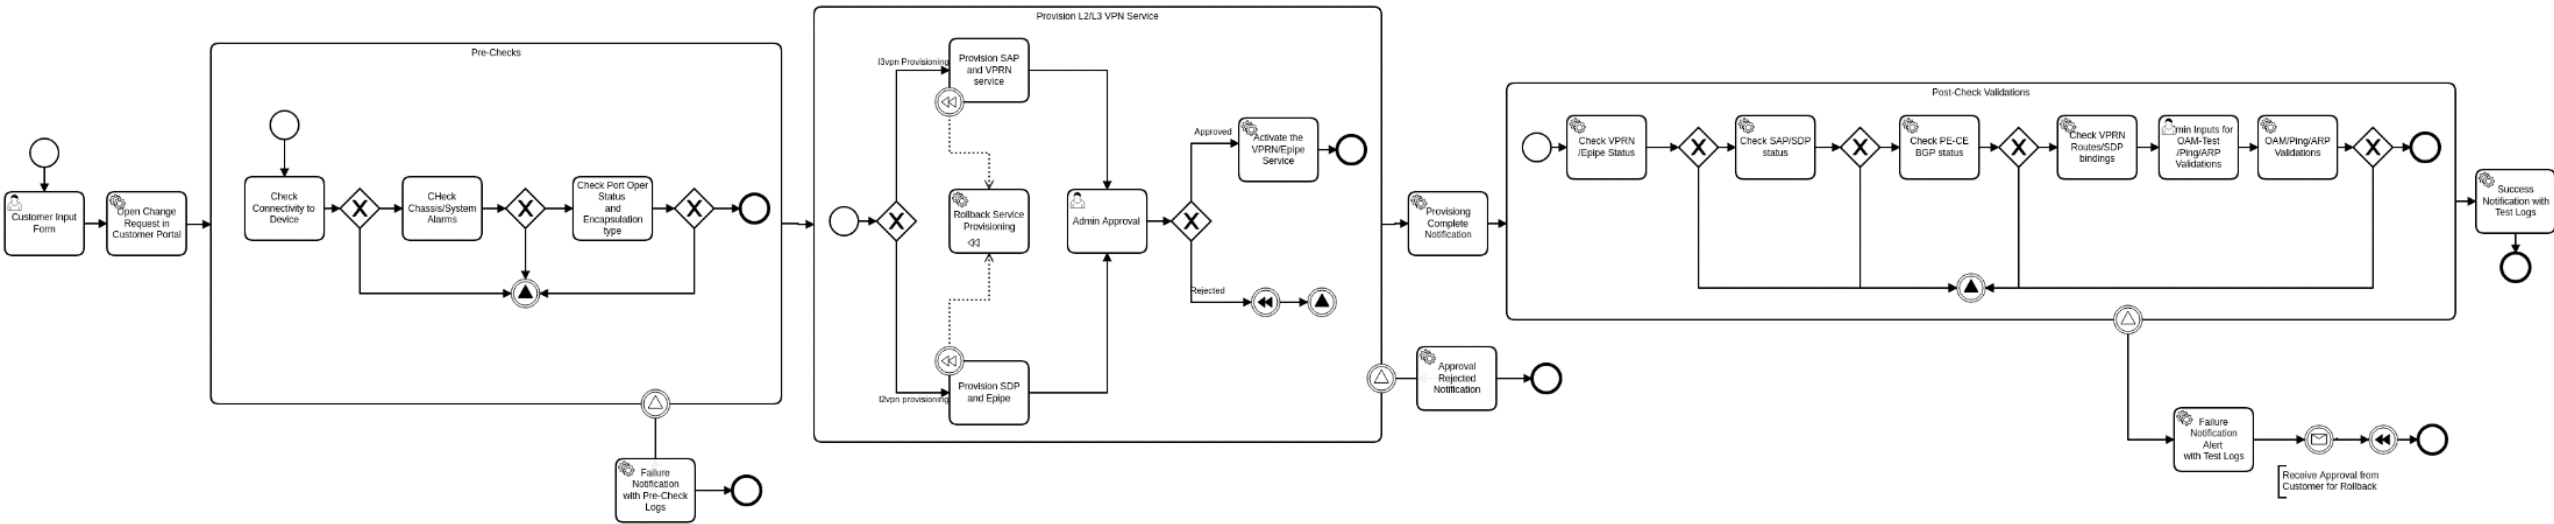 Customer Input
Form
Open Change
Request in
Customer Portal
Pre-Checks
Check
Connectivity to
Device
CHeck
Chassis/System
Alarms
Check Port Oper
Status
and
Encapsulation
type
Failure
Notification
with Pre-Check
Logs
Provision L2/L3 VPN Service
l3vpn Provisioning
Provision SAP
and VPRN
service
Rollback Service
Provisioning
l2vpn provisioning
Provision SDP
and Epipe
Admin Approval
Approved
Activate the
VPRN/Epipe
Service
Rejected
Approval
Rejected
Notification
Provisiong
Complete
Notification
Post-Check Validations
Check VPRN
/Epipe Status
Check SAP/SDP
status
Check PE-CE
BGP status
Check VPRN
Routes/SDP
bindings
min Inputs for
OAM-Test
/Ping/ARP
Validations
OAM/Ping/ARP
Validations
Failure
Notification
Alert
with Test Logs
Receive Approval from
Customer for Rollback
Success
Notification with
Test Logs